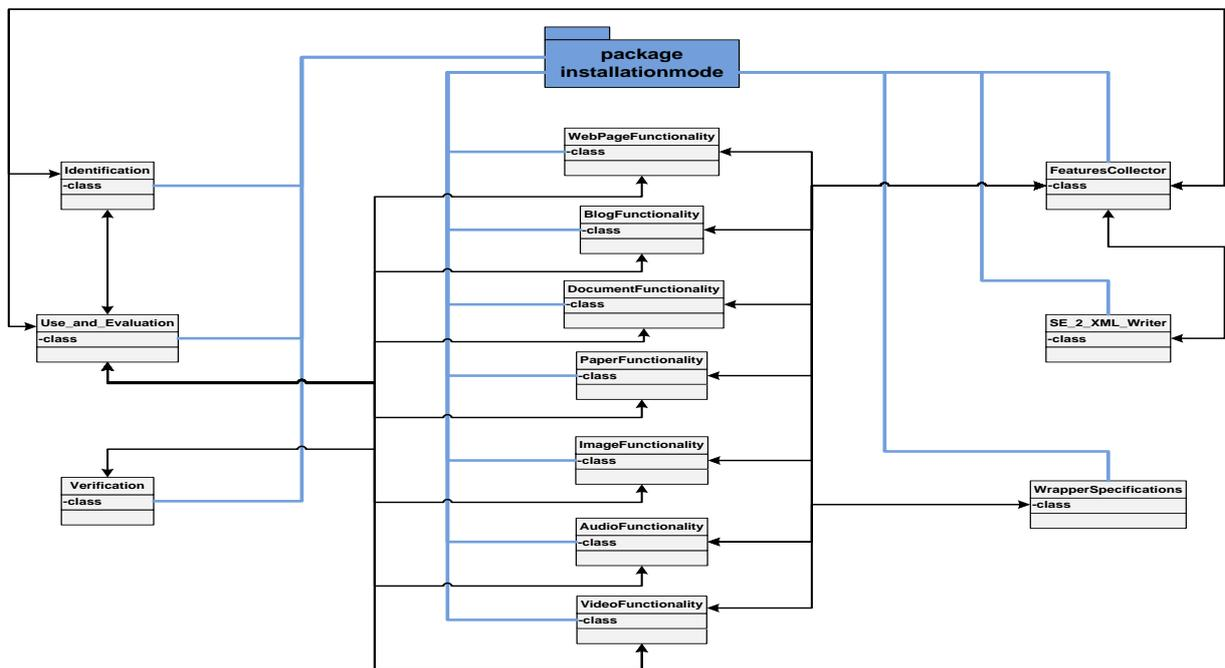 package
installationmode
WebPageFunctionality
-class
Identification
-class
FeaturesCollector
-class
BlogFunctionality
-class
DocumentFunctionality
-class
Use_and_Evaluation
-class
SE_2_XML_Writer
-class
PaperFunctionality
-class
ImageFunctionality
-class
Verification
-class
WrapperSpecifications
-class
AudioFunctionality
-class
VideoFunctionality
-class